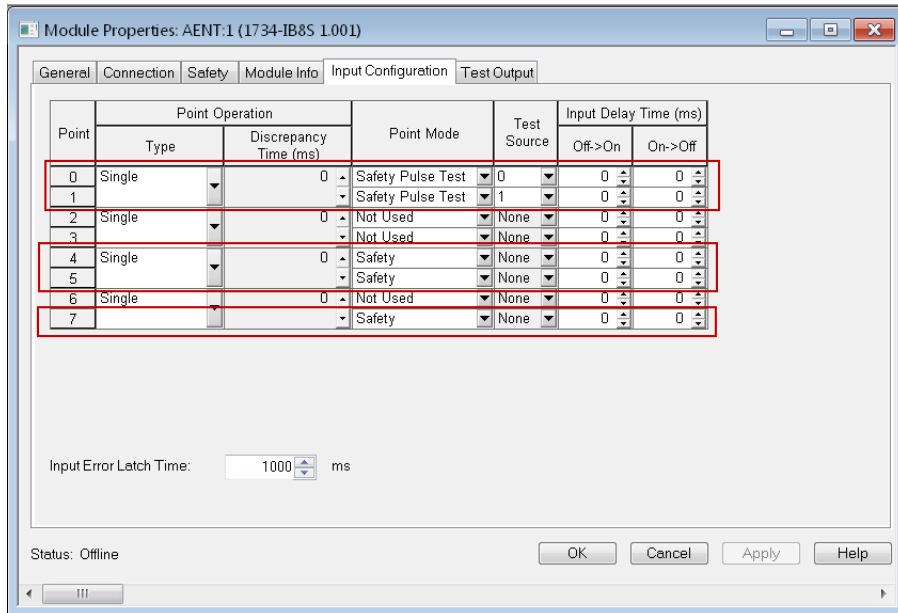 Module Properties: AENT:1 (1734-IB8S 1.001)
General Connection Safety Module Info Input Configuration Test Output
Point Point Operation Point Mode Test Source Input Delay Time (ms)
Type Discrepancy Time (ms) Off->On On->Off
0 Single 0 Safety Pulse Test 0 0 0
1 Safety Pulse Test 1 0 0
2 Single 0 Not Used None 0 0
3 Not Used None 0 0
4 Single 0 Safety None 0 0
5 Safety None 0 0
6 Single 0 Not Used None 0 0
7 Safety None 0 0
Input Error Latch Time: 1000 ms
Status: Offline OK Cancel Apply Help